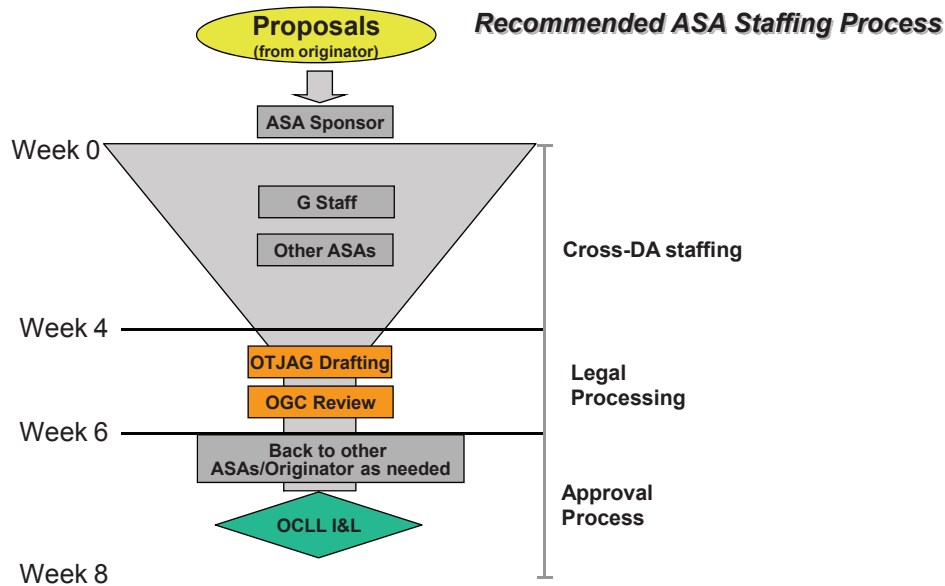 Proposals
(from originator)
Recommended ASA Staffing Process
ASA Sponsor
Week 0
G Staff
Other ASAs
Cross-DA staffing
Week 4
OTJAG Drafting
OGC Review
Legal
Processing
Week 6
Back to other
ASAs/Originator as needed
OCLL I&L
Approval
Process
Week 8